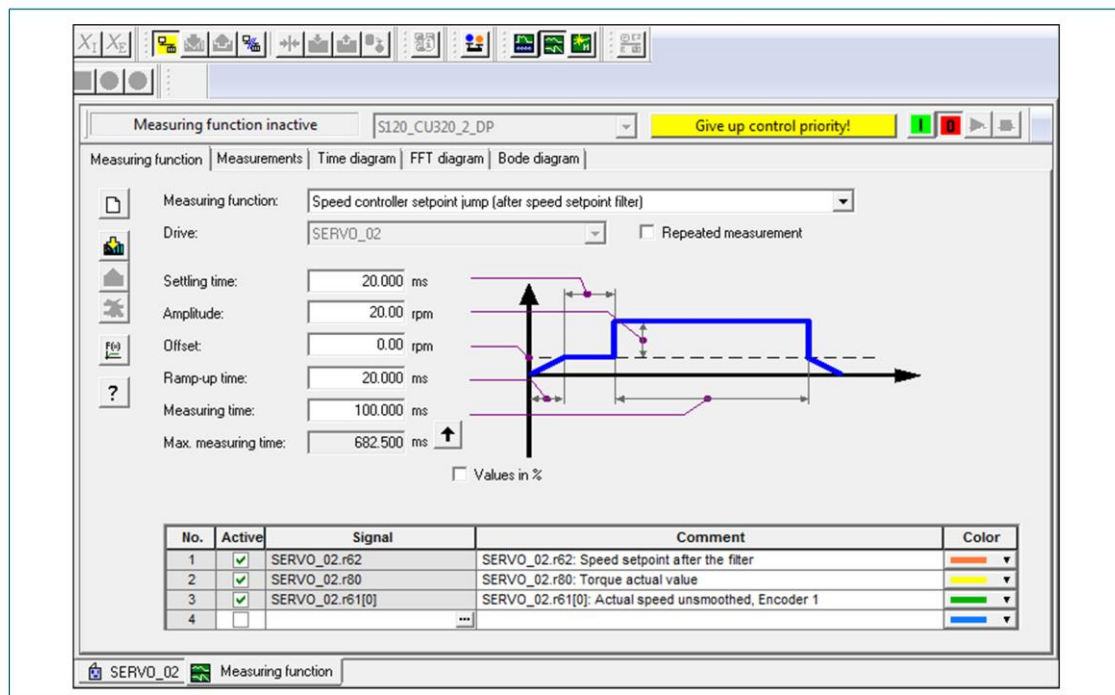 X_I X_E
Measuring function inactive S120_CU320_2_DP Give up control priority! I 0
Measuring function Measurements Time diagram FFT diagram Bode diagram
Measuring function: Speed controller setpoint jump (after speed setpoint filter)
Drive: SERVO_02 Repeated measurement
Settling time: 20.000 ms
Amplitude: 20.00 rpm
Offset: 0.00 rpm
Ramp-up time: 20.000 ms
?
Measuring time: 100.000 ms
Max. measuring time: 682.500 ms
Values in %
No. Active Signal Comment Color
1 SERVO_02.r62 SERVO_02.r62: Speed setpoint after the filter
2 SERVO_02.r80 SERVO_02.r80: Torque actual value
3 SERVO_02.r61[0] SERVO_02.r61[0]: Actual speed unsmoothed, Encoder 1
4 ...
SERVO_02 Measuring function